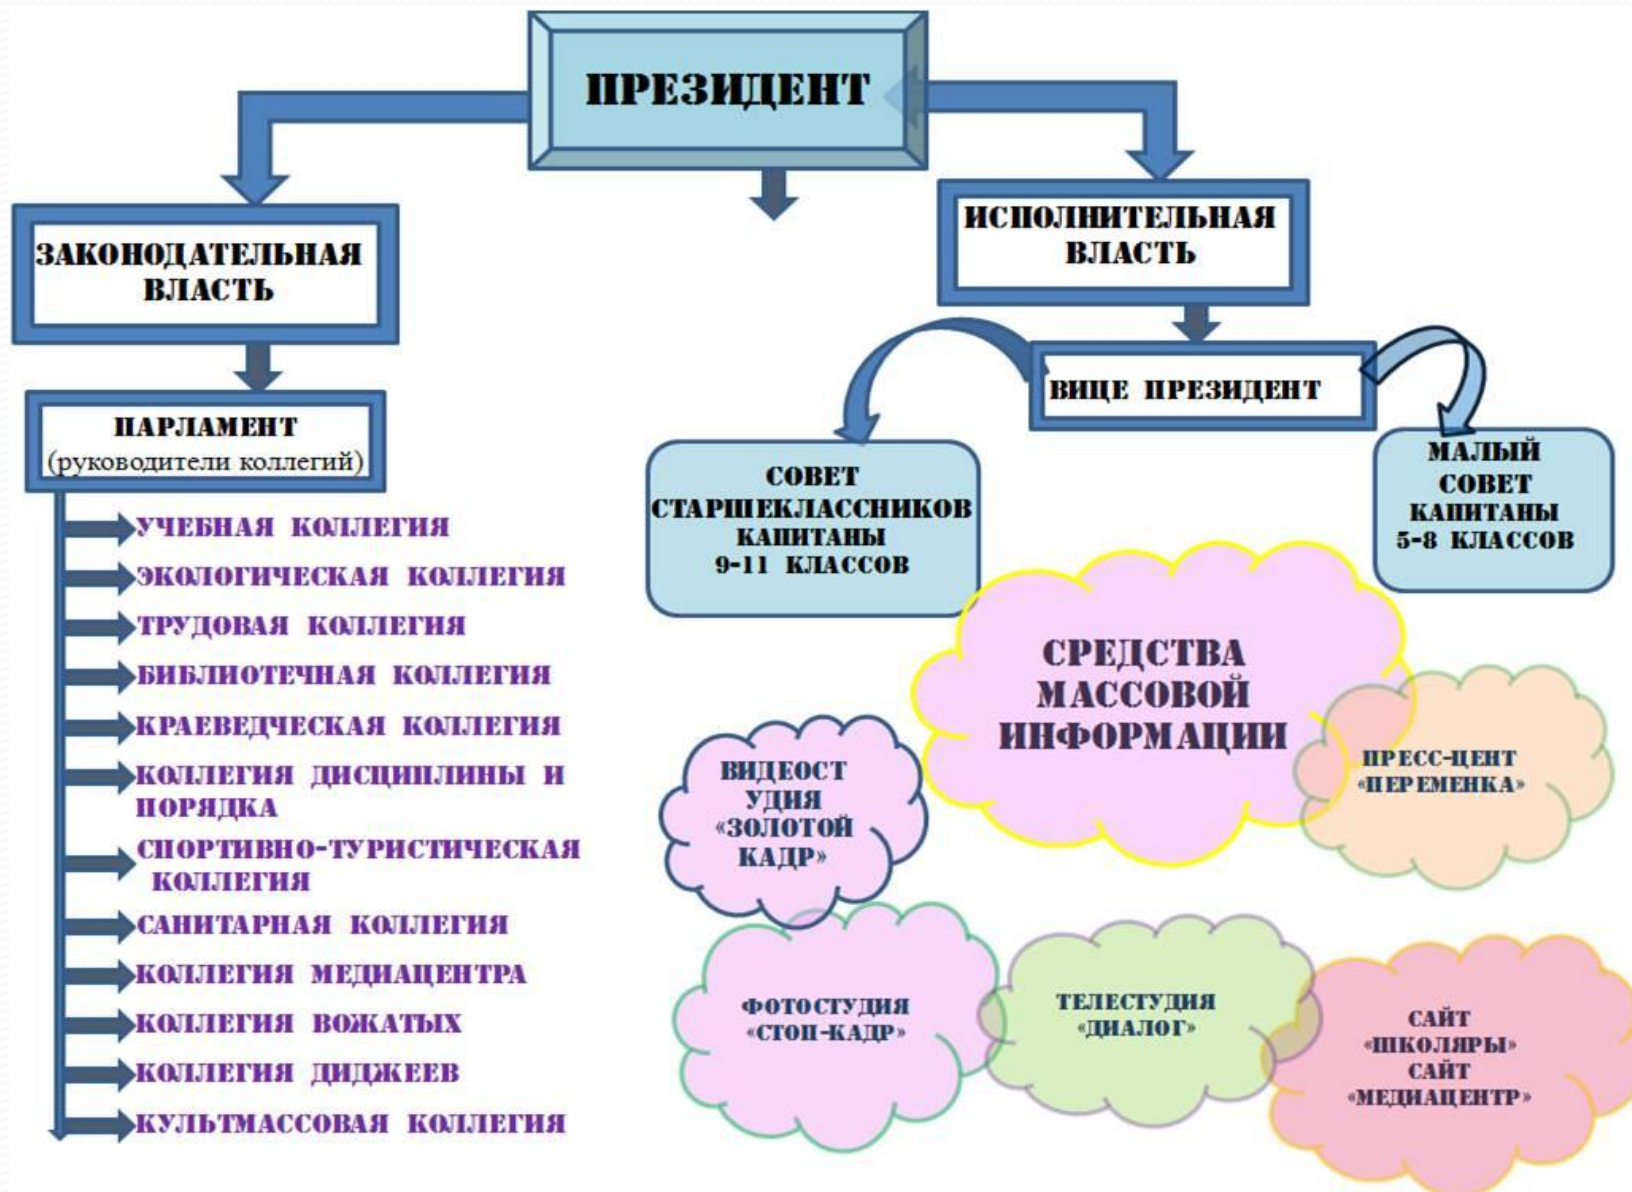 ПРЕЗИДЕНТ
ЗАКОНОДАТЕЛЬНАЯ
ВЛАСТЬ
ИСПОЛНИТЕЛЬНАЯ
ВЛАСТЬ
ПАРЛАМЕНТ
(руководители коллегий)
УЧЕБНАЯ КОЛЛЕГИЯ
ЭКОЛОГИЧЕСКАЯ КОЛЛЕГИЯ
ТРУДОВАЯ КОЛЛЕГИЯ
БИБЛИОТЕЧНАЯ КОЛЛЕГИЯ
КРАЕВЕДЧЕСКАЯ КОЛЛЕГИЯ
КОЛЛЕГИЯ ДИСЦИПЛИНЫ И
ПОРЯДКА
СПОРТИВНО-ТУРИСТИЧЕСКАЯ
КОЛЛЕГИЯ
САНИТАРНАЯ КОЛЛЕГИЯ
КОЛЛЕГИЯ МЕДИАЦЕНТРА
КОЛЛЕГИЯ ВОЖАТЫХ
КОЛЛЕГИЯ ДИДЖЕЕВ
КУЛЬТМАССОВАЯ КОЛЛЕГИЯ
ВИЦЕ ПРЕЗИДЕНТ
СОВЕТ
СТАРШЕКЛАССНИКОВ
КАПИТАНЫ
9-11 КЛАССОВ
МАЛЫЙ
СОВЕТ
КАПИТАНЫ
5-8 КЛАССОВ
СРЕДСТВА
МАССОВОЙ
ИНФОРМАЦИИ
ПРЕСС-ЦЕНТ
«ПЕРЕМЕНКА»
ВИДЕОСТ
УДИЯ
«ЗОЛОТОЙ
КАДР»
ФОТОСТУДИЯ
«СТОП-КАДР»
ТЕЛЕСТУДИЯ
«ДИАЛОГ»
САЙТ
«ШКОЛЯРЫ»
САЙТ
«МЕДИАЦЕНТР»